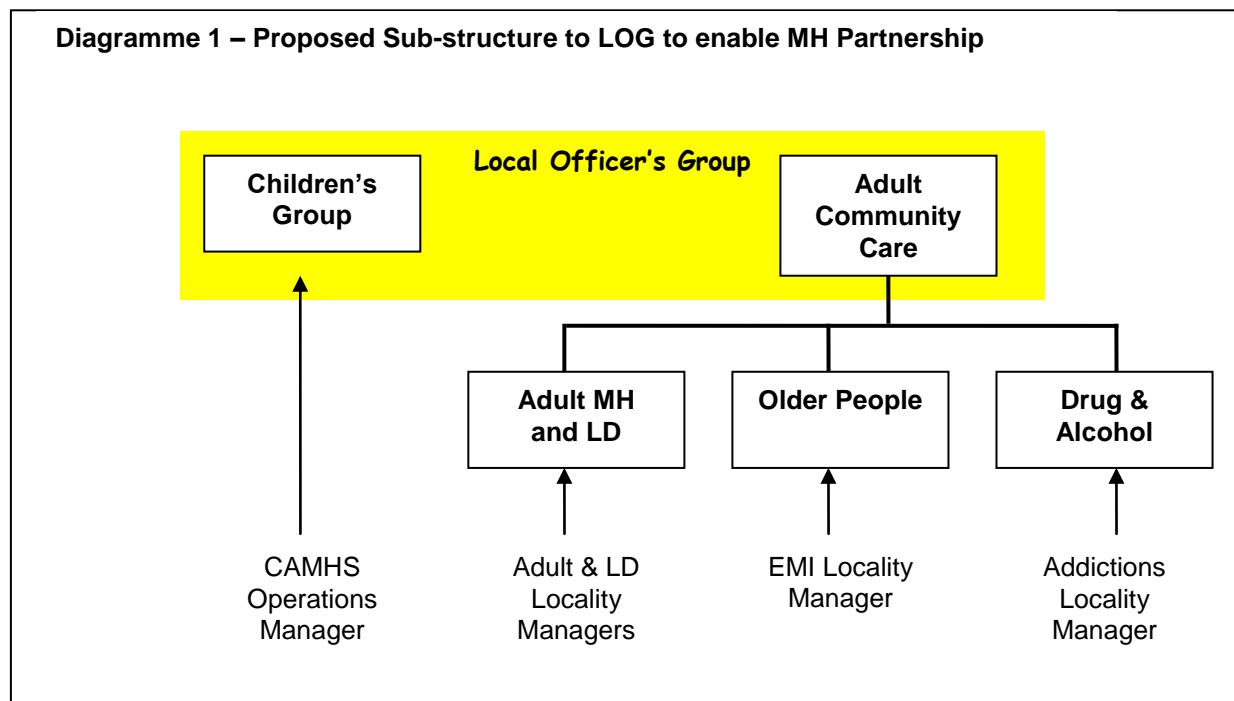 Diagramme 1 – Proposed Sub-structure to LOG to enable MH Partnership
Local Officer’s Group
Children’s
Group
Adult
Community
Care
Adult MH
and LD
Older People
Drug &
Alcohol
CAMHS
Operations
Manager
Adult & LD
Locality
Managers
EMI Locality
Manager
Addictions
Locality
Manager